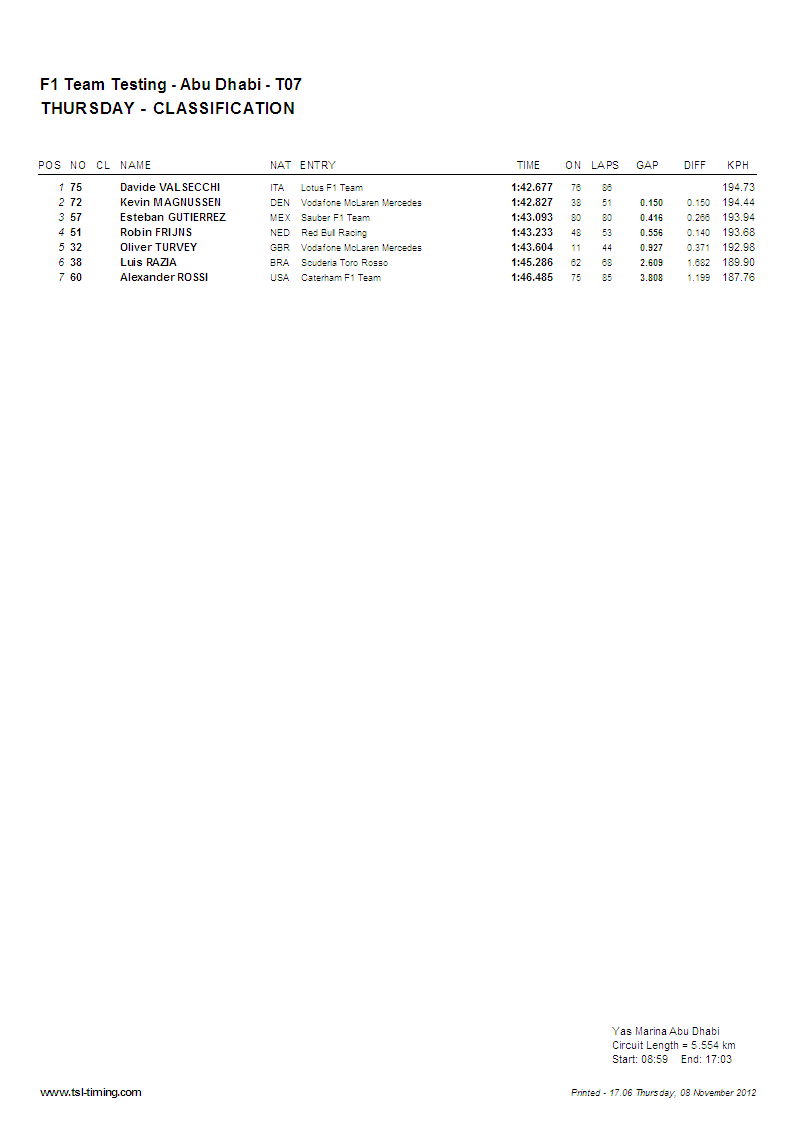 F1 Team Testing - Abu Dhabi - T07
THURSDAY - CLASSIFICATION
POS NO CL NAME NAT ENTRY TIME ON LAPS GAP DIFF KPH
1 75 Davide VALSECCHI ITA Lotus F1 Team 1:42.677 76 86 194.73
2 72 Kevin MAGNUSSEN DEN Vodafone McLaren Mercedes 1:42.827 38 51 0.150 0.150 194.44
3 57 Esteban GUTIERREZ MEX Sauber F1 Team 1:43.093 80 80 0.416 0.266 193.94
4 51 Robin FRIJNS NED Red Bull Racing 1:43.233 48 53 0.556 0.140 193.68
5 32 Oliver TURVEY GBR Vodafone McLaren Mercedes 1:43.604 11 44 0.927 0.371 192.98
6 38 Luis RAZIA BRA Scuderia Toro Rosso 1:45.286 62 68 2.609 1.682 189.90
7 60 Alexander ROSSI USA Caterham F1 Team 1:46.485 75 85 3.808 1.199 187.76
Yas Marina Abu Dhabi
Circuit Length = 5.554 km
Start: 08:59 End: 17:03
www.tsl-timing.com Printed - 17.06 Thursday, 08 November 2012